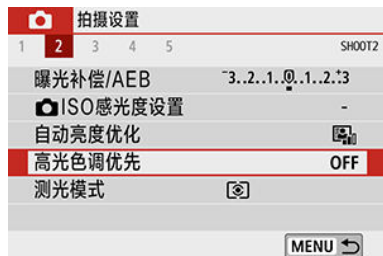 拍摄设置
1 2 3 4 5 SHOOT2
曝光补偿/AEB -3..2..1..0..1..2..+3
ISO感光度设置 -
自动亮度优化
高光色调优先 OFF
测光模式
MENU